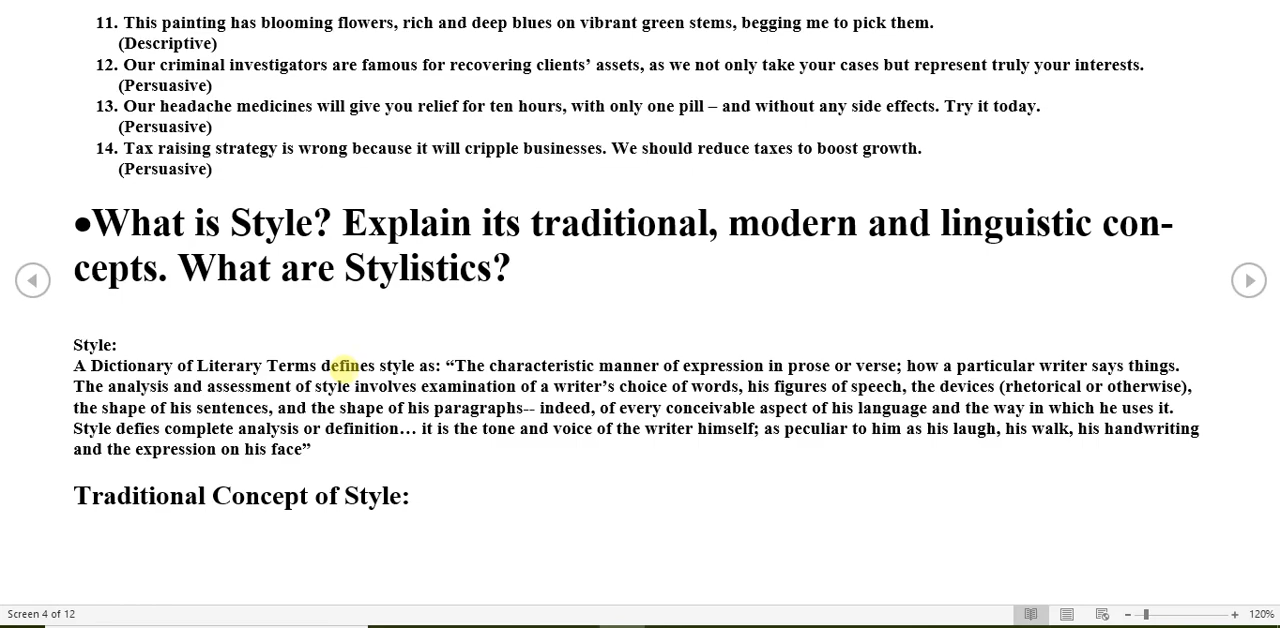 11. This painting has blooming flowers, rich and deep blues on vibrant green stems, begging me to pick them.
(Descriptive)
12. Our criminal investigators are famous for recovering clients’ assets, as we not only take your cases but represent truly your interests.
(Persuasive)
13. Our headache medicines will give you relief for ten hours, with only one pill – and without any side effects. Try it today.
(Persuasive)
14. Tax raising strategy is wrong because it will cripple businesses. We should reduce taxes to boost growth.
(Persuasive)
•What is Style? Explain its traditional, modern and linguistic con-
cepts. What are Stylistics?
Style:
A Dictionary of Literary Terms defines style as: “The characteristic manner of expression in prose or verse; how a particular writer says things.
The analysis and assessment of style involves examination of a writer’s choice of words, his figures of speech, the devices (rhetorical or otherwise),
the shape of his sentences, and the shape of his paragraphs-- indeed, of every conceivable aspect of his language and the way in which he uses it.
Style defies complete analysis or definition… it is the tone and voice of the writer himself; as peculiar to him as his laugh, his walk, his handwriting
and the expression on his face”
Traditional Concept of Style:
Screen 4 of 12
120%